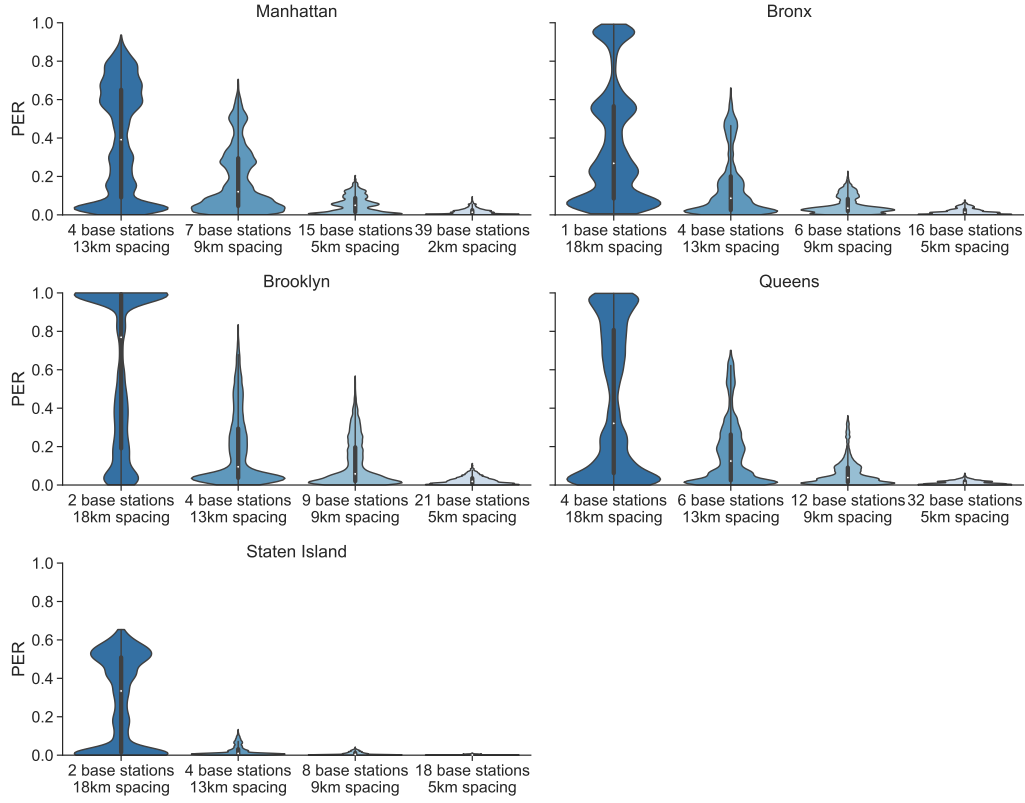 Manhattan
1.0
0.8
0.6
0.4
0.2
0.0
PER
4 base stations 7 base stations 15 base stations 39 base stations
13km spacing 9km spacing 5km spacing 2km spacing
Bronx
1 base stations 4 base stations 6 base stations 16 base stations
18km spacing 13km spacing 9km spacing 5km spacing
Brooklyn
1.0
0.8
0.6
0.4
0.2
0.0
PER
2 base stations 4 base stations 9 base stations 21 base stations
18km spacing 13km spacing 9km spacing 5km spacing
Queens
4 base stations 6 base stations 12 base stations 32 base stations
18km spacing 13km spacing 9km spacing 5km spacing
Staten Island
1.0
0.8
0.6
0.4
0.2
0.0
PER
2 base stations 4 base stations 8 base stations 18 base stations
18km spacing 13km spacing 9km spacing 5km spacing